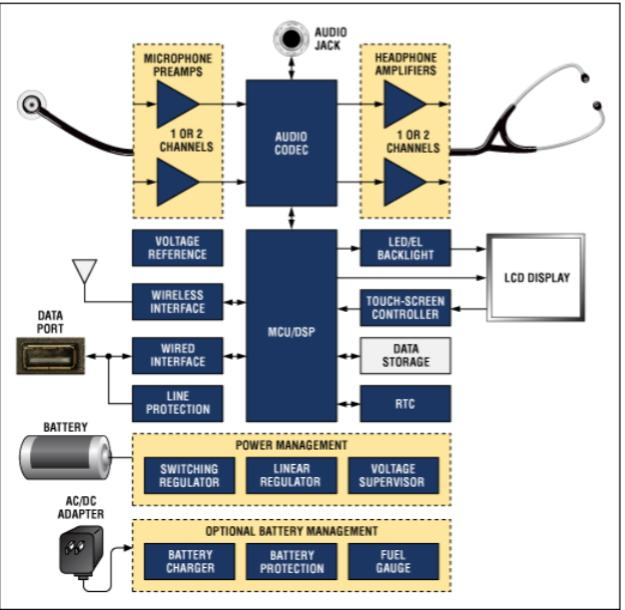 AUDIO
JACK
MICROPHONE
PREAMPS
HEADPHONE
AMPLIFIERS
1 OR 2
CHANNELS
AUDIO
CODEC
1 OR 2
CHANNELS
VOLTAGE
REFERENCE
LED/EL
BACKLIGHT
LCD DISPLAY
WIRELESS
INTERFACE
TOUCH-SCREEN
CONTROLLER
MCU/DSP
DATA
PORT
WIRED
INTERFACE
DATA
STORAGE
LINE
PROTECTION
RTC
BATTERY
POWER MANAGEMENT
SWITCHING
REGULATOR
LINEAR
REGULATOR
VOLTAGE
SUPERVISOR
AC/DC
ADAPTER
OPTIONAL BATTERY MANAGEMENT
BATTERY
CHARGER
BATTERY
PROTECTION
FUEL
GAUGE